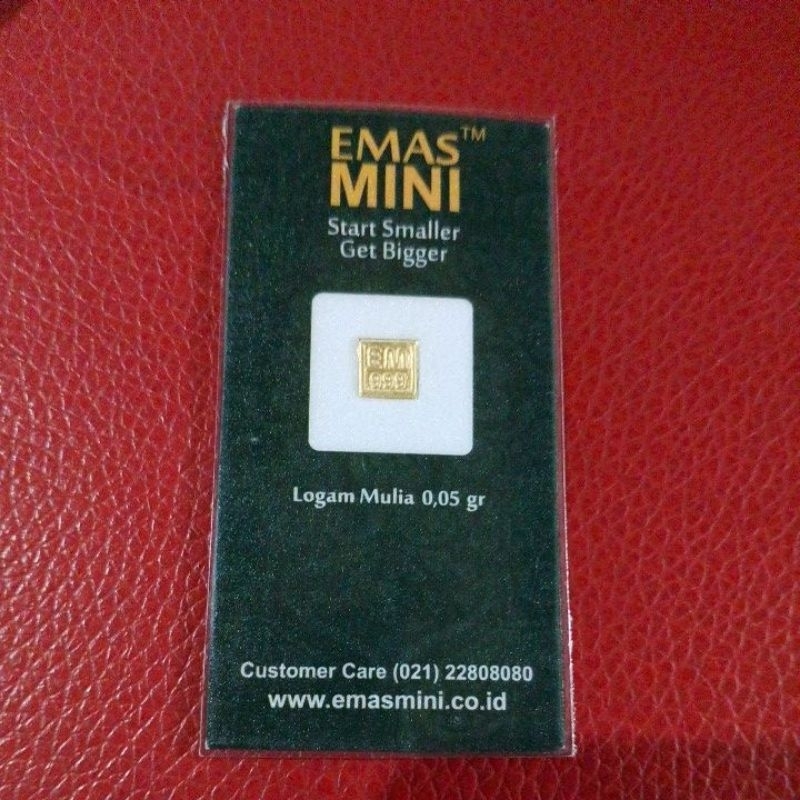 EMAS™
MINI
Start Smaller
Get Bigger
EM
999
Logam Mulia 0,05 gr
Customer Care (021) 22808080
www.emasmini.co.id